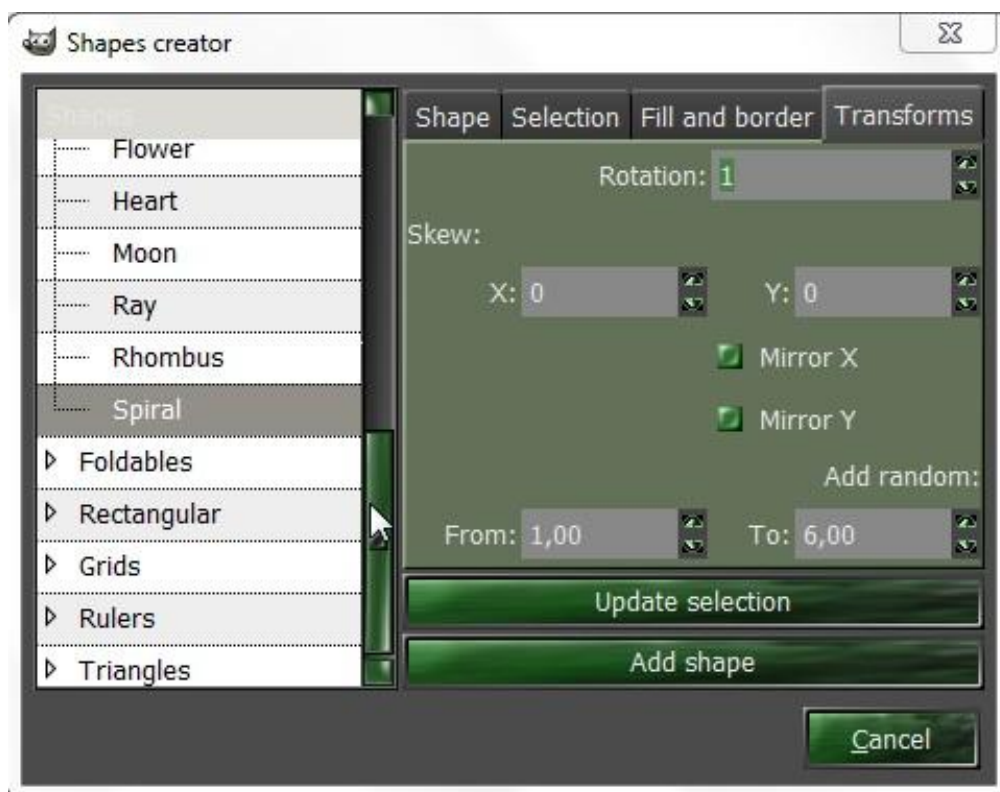 Shapes creator
Shapes
Flower
Heart
Moon
Ray
Rhombus
Spiral
Foldables
Rectangular
Grids
Rulers
Triangles
Shape Selection Fill and border Transforms
Rotation: 1
Skew:
X: 0 Y: 0
Mirror X
Mirror Y
Add random:
From: 1,00 To: 6,00
Update selection
Add shape
Cancel